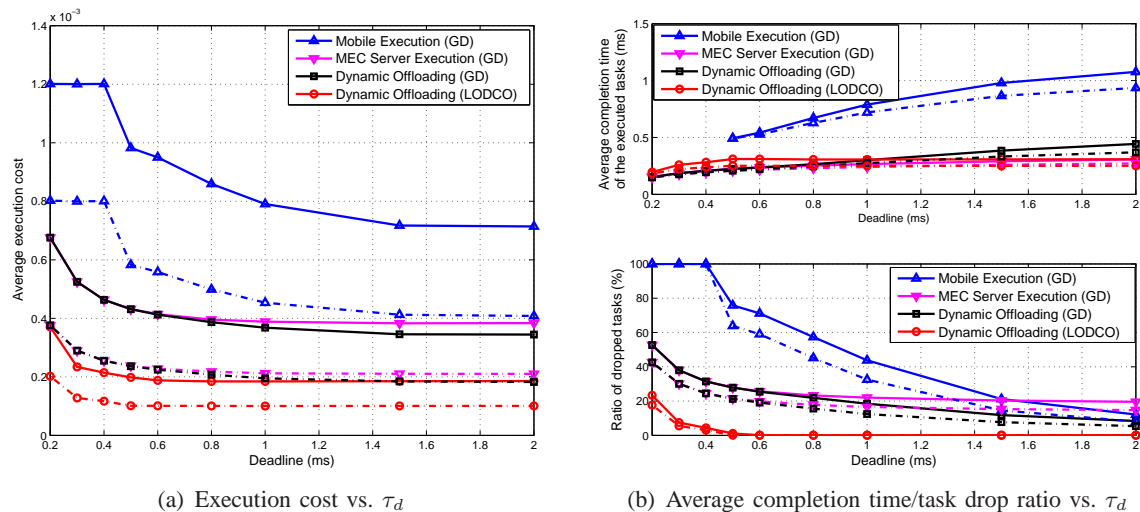 x 10⁻³
1.4
1.2
1
0.8
0.6
0.4
0.2
0
Average execution cost
Mobile Execution (GD)
MEC Server Execution (GD)
Dynamic Offloading (GD)
Dynamic Offloading (LODCO)
0.2 0.4 0.6 0.8 1 1.2 1.4 1.6 1.8 2
Deadline (ms)
(a) Execution cost vs. τd
1.5
1
0.5
0
Average completion time
of the executed tasks (ms)
Mobile Execution (GD)
MEC Server Execution (GD)
Dynamic Offloading (GD)
Dynamic Offloading (LODCO)
0.2 0.4 0.6 0.8 1 1.2 1.4 1.6 1.8 2
Deadline (ms)
100
80
60
40
20
0
Ratio of dropped tasks (%)
Mobile Execution (GD)
MEC Server Execution (GD)
Dynamic Offloading (GD)
Dynamic Offloading (LODCO)
0.2 0.4 0.6 0.8 1 1.2 1.4 1.6 1.8 2
Deadline (ms)
(b) Average completion time/task drop ratio vs. τd